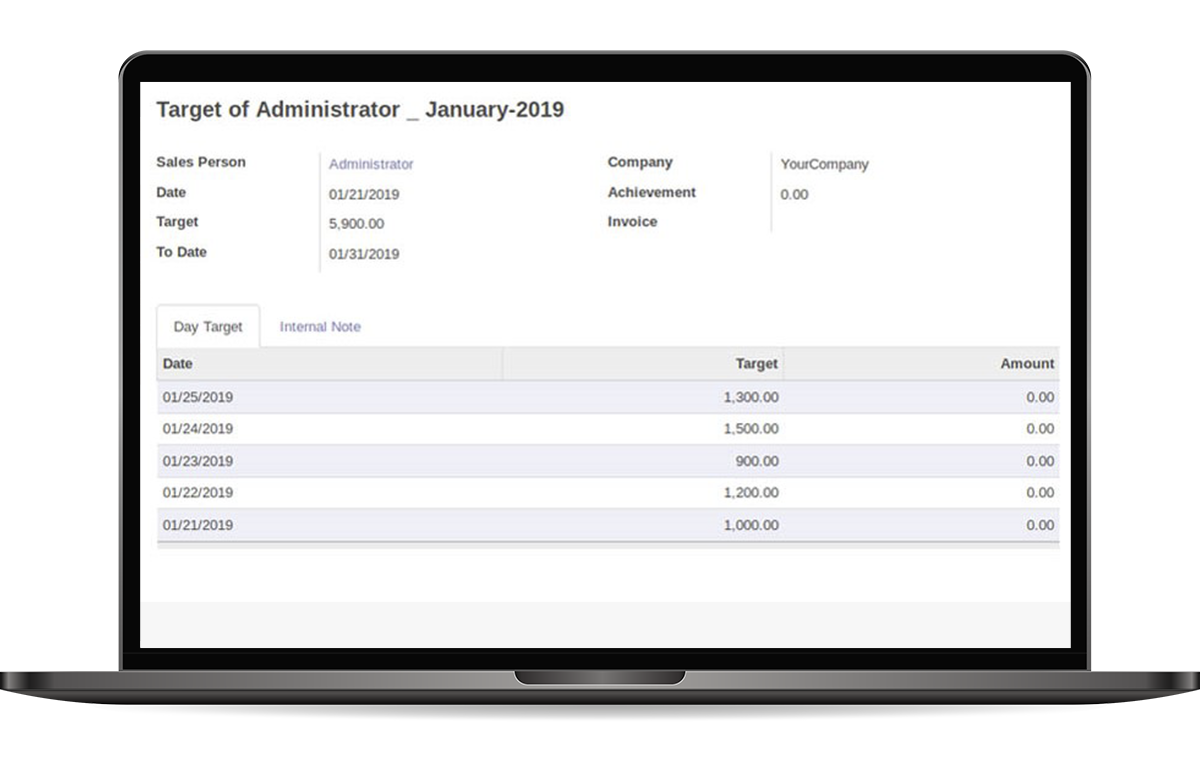 Target of Administrator _ January-2019
Sales Person Administrator Company YourCompany
Date 01/21/2019 Achievement 0.00
Target 5,900.00 Invoice
To Date 01/31/2019
Day Target Internal Note
Date Target Amount
01/25/2019 1,300.00 0.00
01/24/2019 1,500.00 0.00
01/23/2019 900.00 0.00
01/22/2019 1,200.00 0.00
01/21/2019 1,000.00 0.00